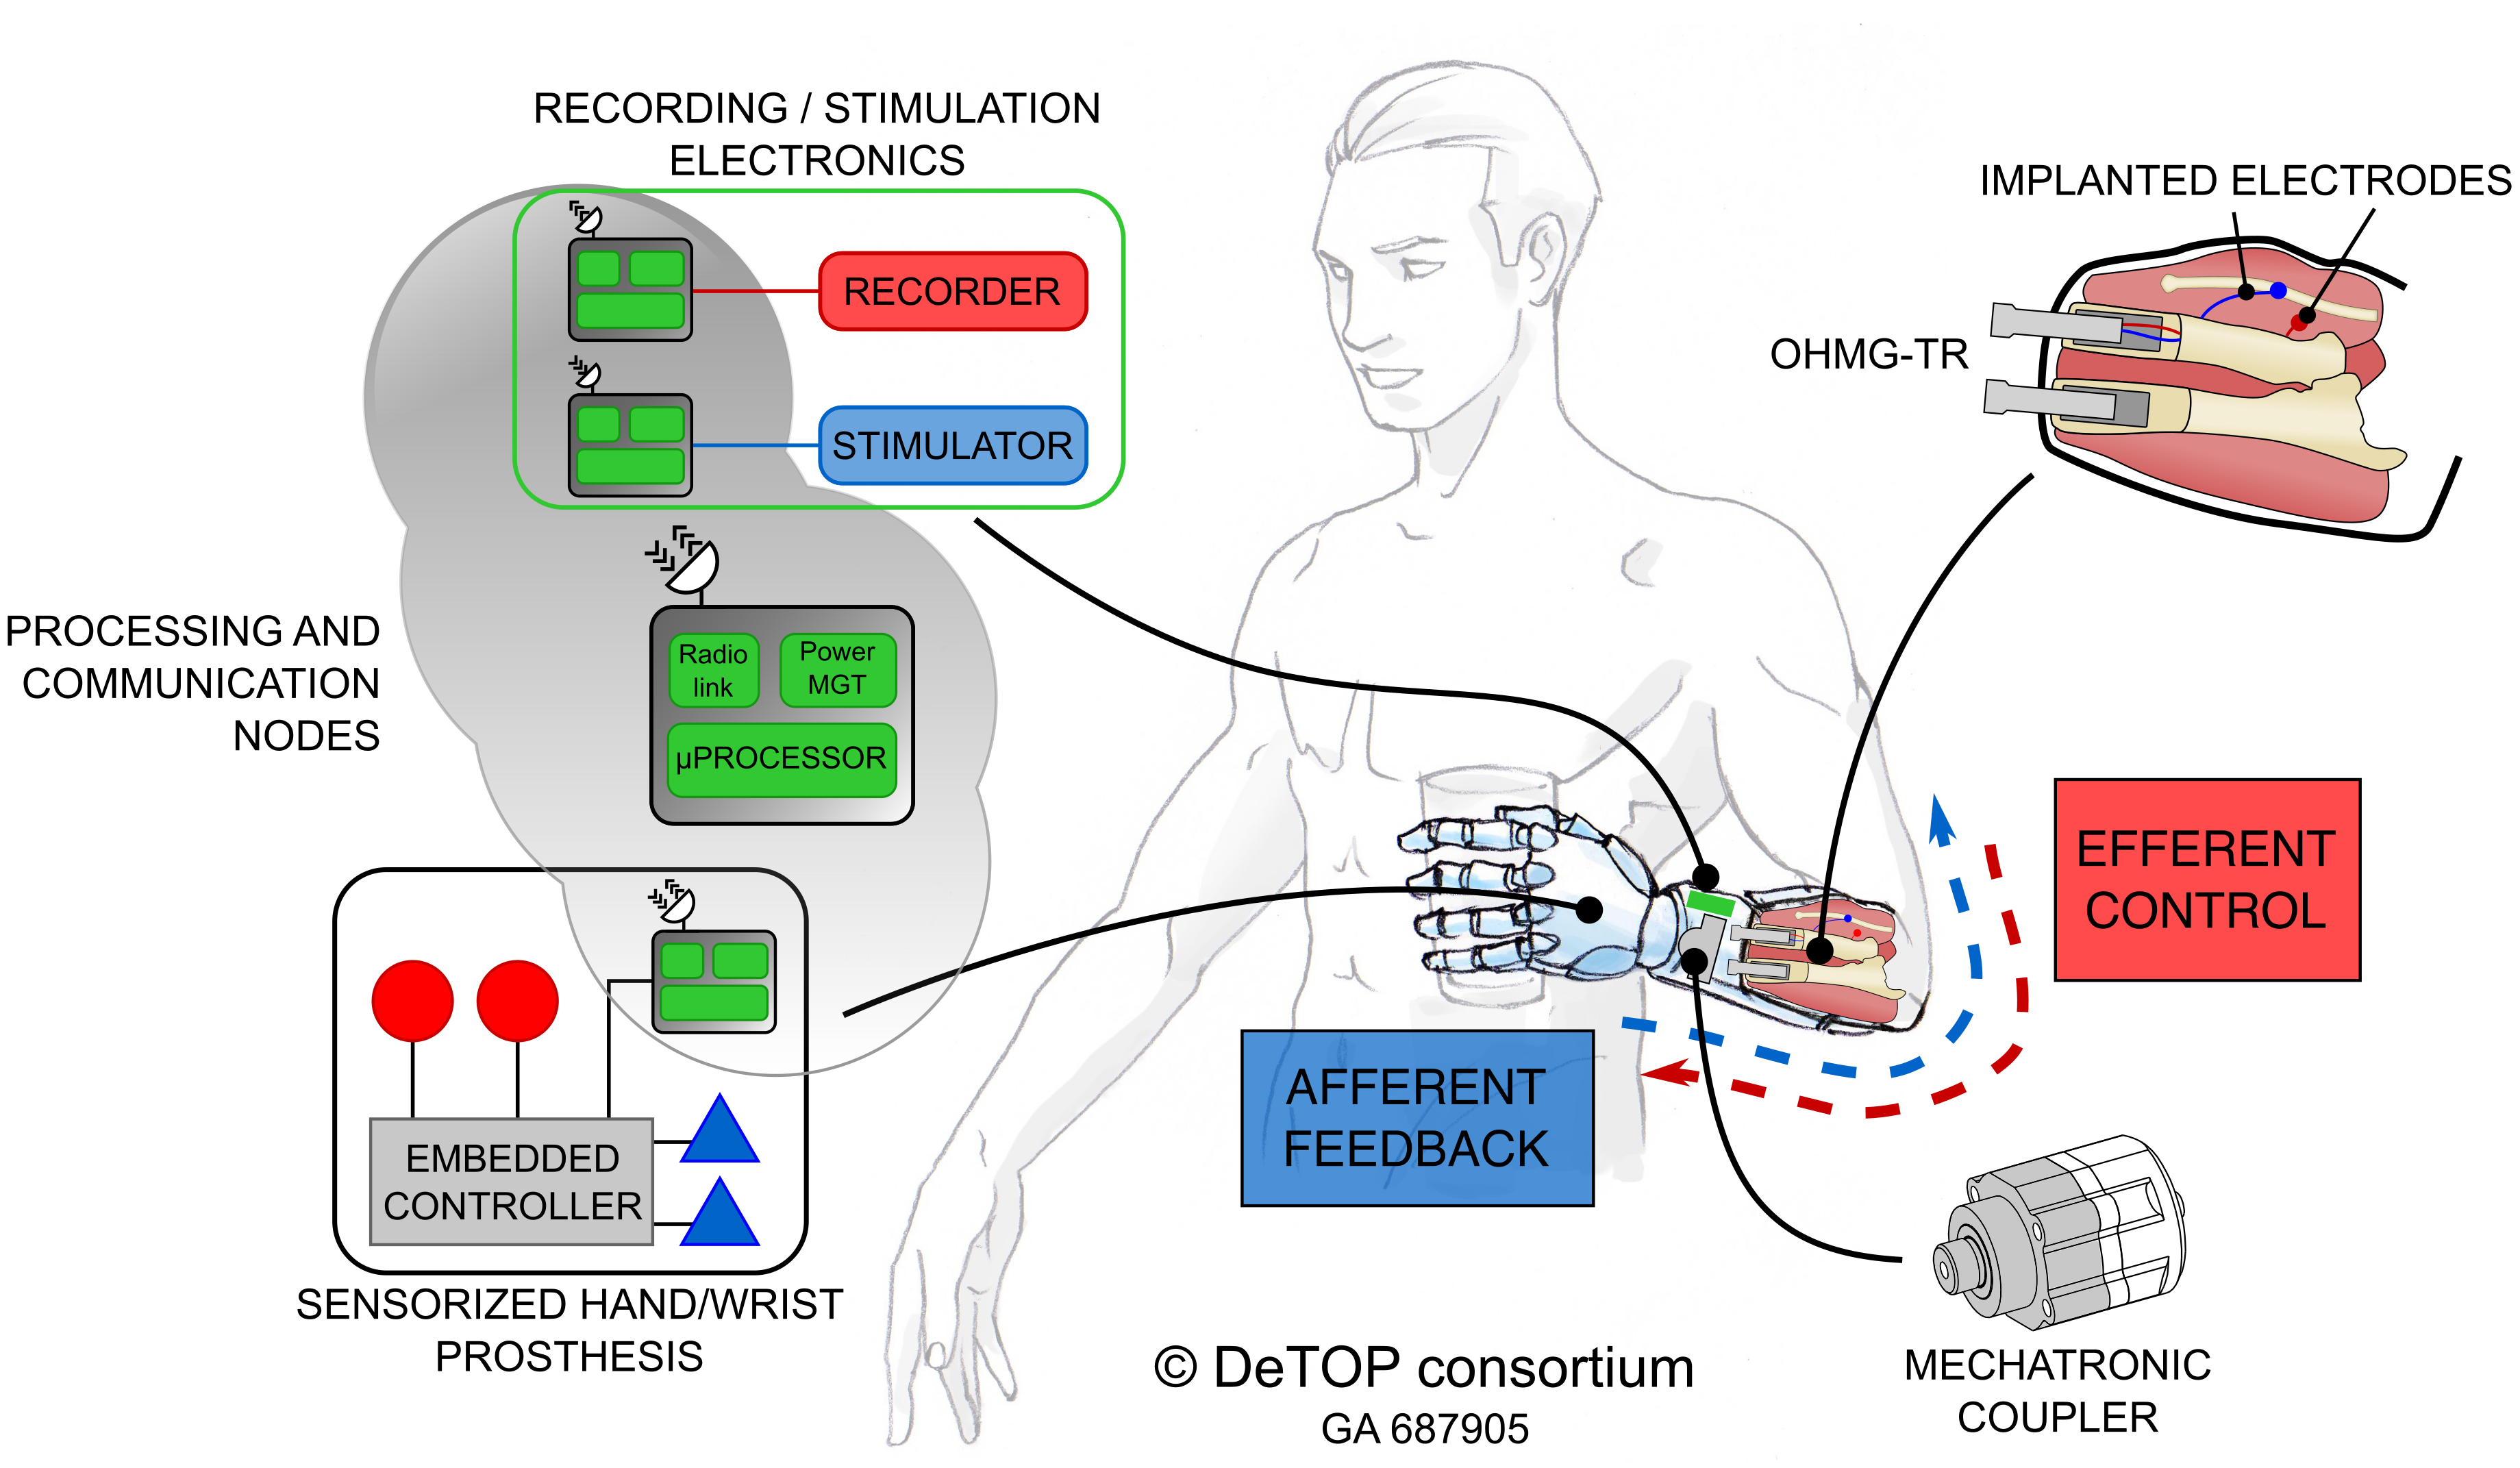 RECORDING / STIMULATION
ELECTRONICS
RECORDER
STIMULATOR
IMPLANTED ELECTRODES
OHMG-TR
PROCESSING AND
COMMUNICATION
NODES
Radio
link
Power
MGT
µPROCESSOR
EFFERENT
CONTROL
AFFERENT
FEEDBACK
EMBEDDED
CONTROLLER
SENSORIZED HAND/WRIST
PROSTHESIS
MECHATRONIC
COUPLER
© DeTOP consortium
GA 687905